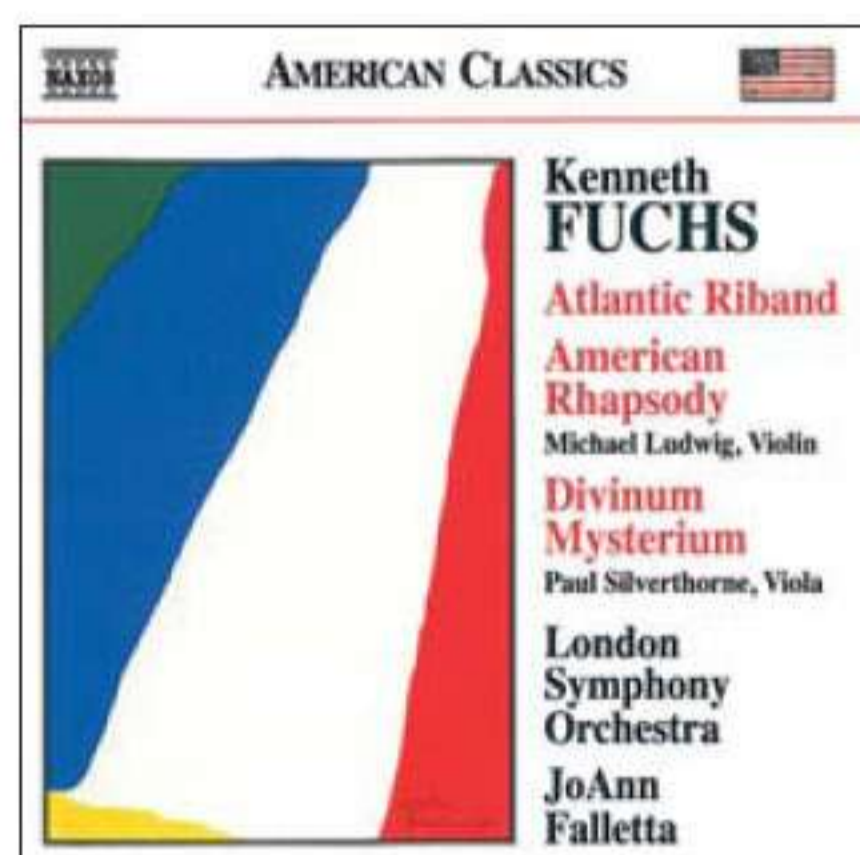 NAXOS
AMERICAN CLASSICS
Kenneth
FUCHS
Atlantic Riband
American
Rhapsody
Michael Ludwig, Violin
Divinum
Mysterium
Paul Silverthorne, Viola
London
Symphony
Orchestra
JoAnn
Falletta